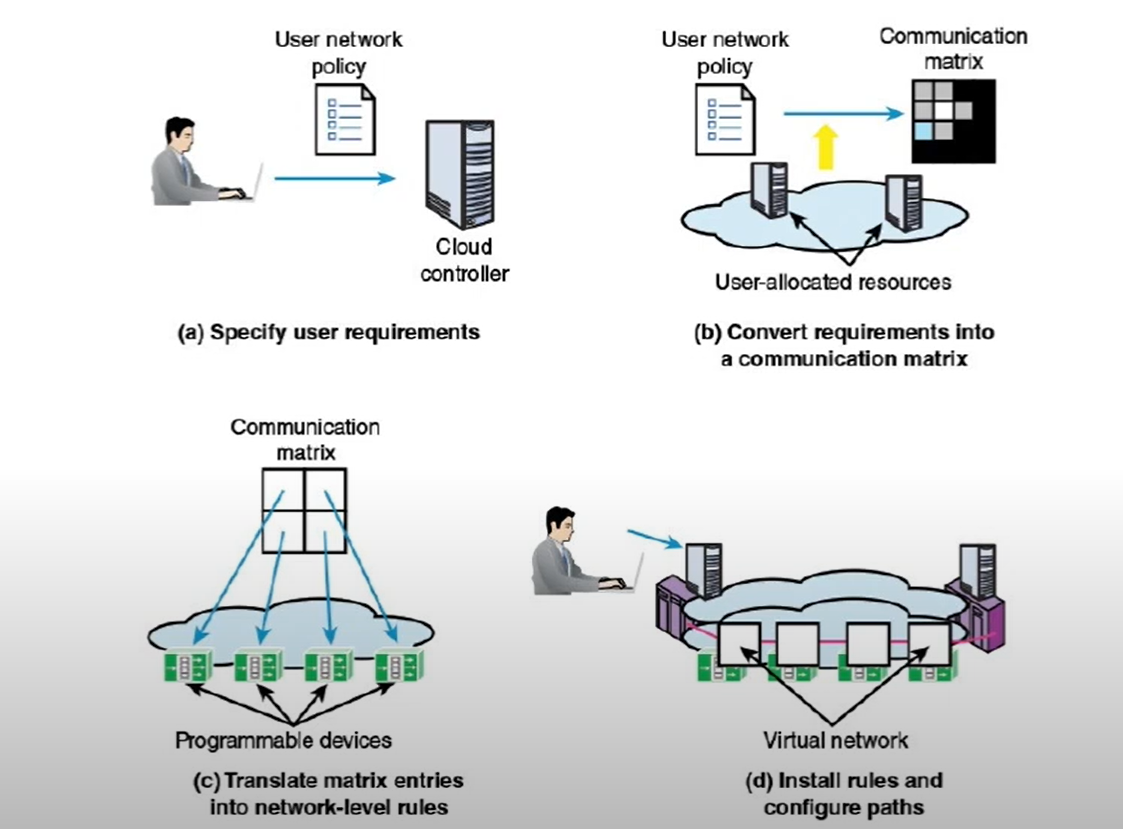 User network
policy
Cloud
controller
(a) Specify user requirements
User network
policy
Communication
matrix
User-allocated resources
(b) Convert requirements into
a communication matrix
Communication
matrix
Programmable devices
(c) Translate matrix entries
into network-level rules
Virtual network
(d) Install rules and
configure paths